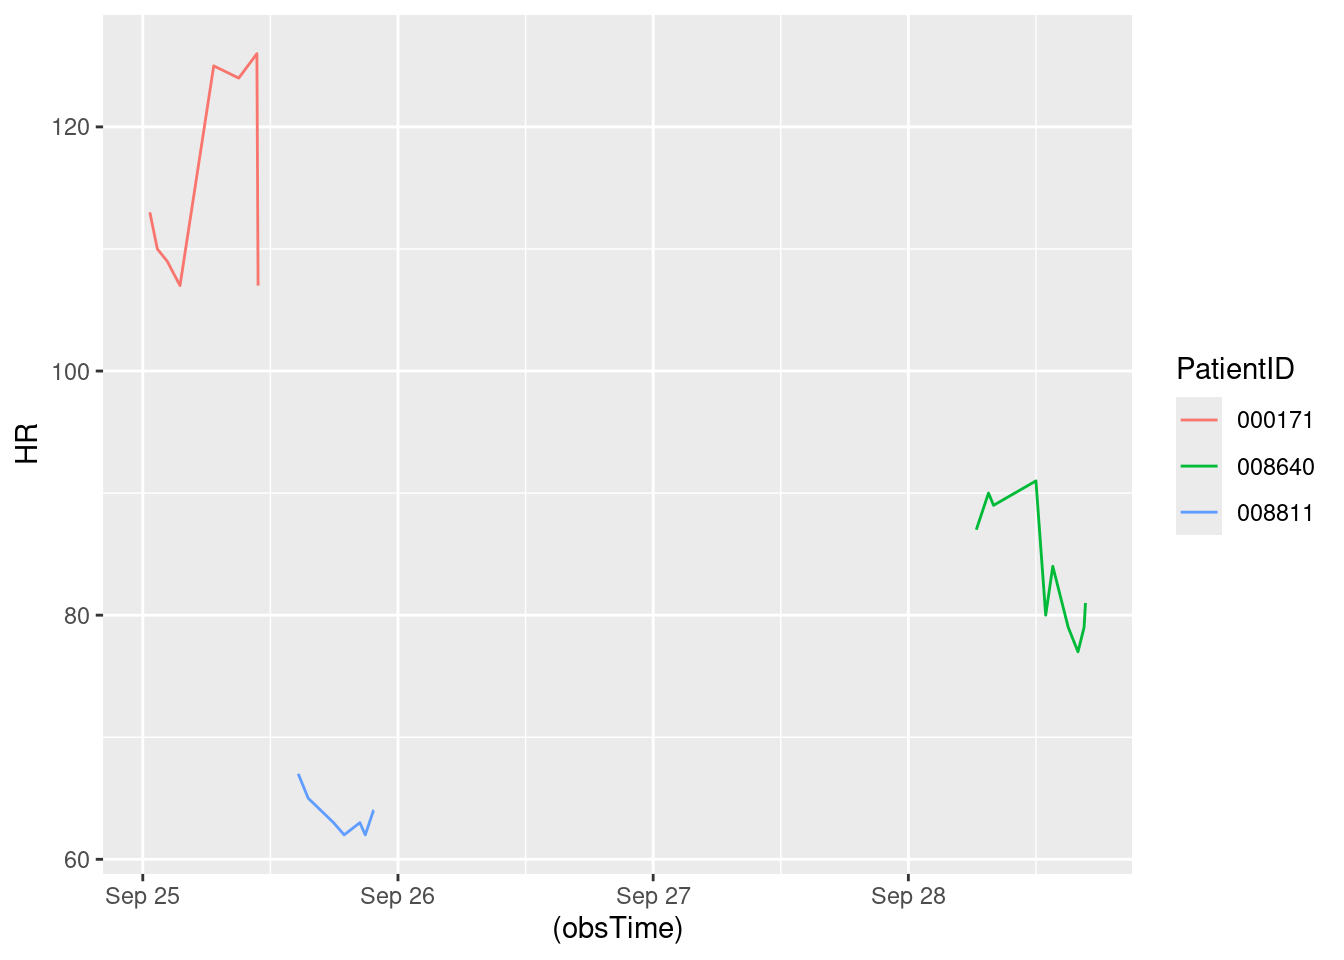 120
100
80
60
HR
Sep 25
Sep 26
Sep 27
Sep 28
(obsTime)
PatientID
000171
008640
008811